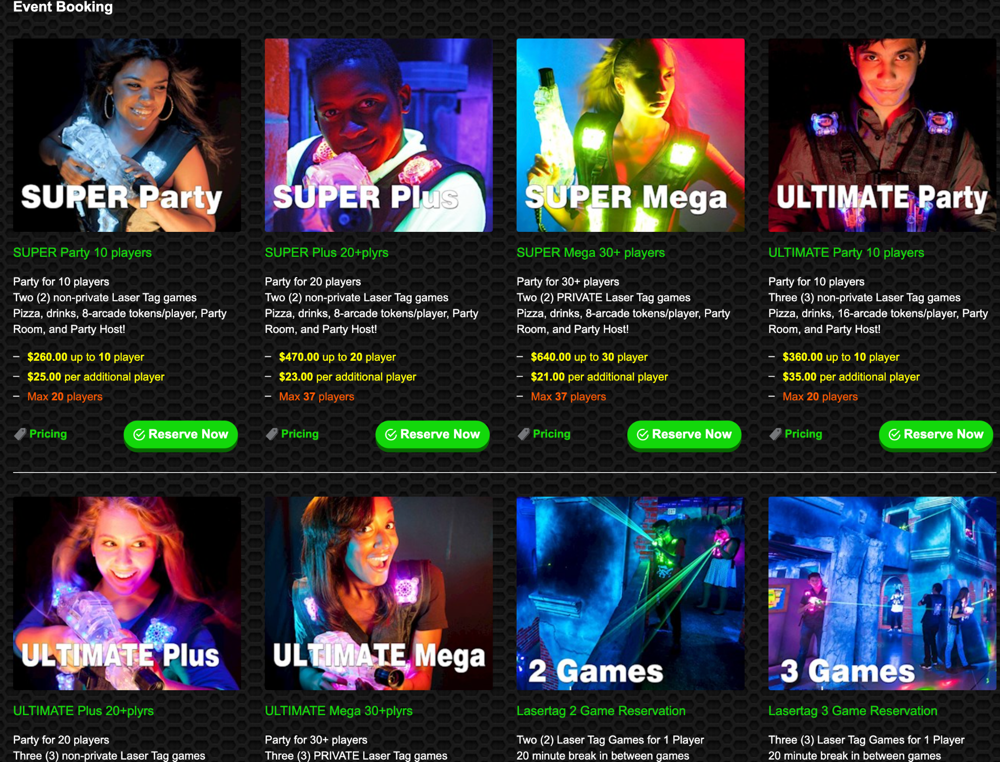 Event Booking
SUPER Party
SUPER Plus
SUPER Mega
ULTIMATE Party
SUPER Party 10 players
Party for 10 players
Two (2) non-private Laser Tag games
Pizza, drinks, 8-arcade tokens/player, Party
Room, and Party Host!
– $260.00 up to 10 player
– $25.00 per additional player
– Max 20 players
Pricing
Reserve Now
SUPER Plus 20+plyrs
Party for 20 players
Two (2) non-private Laser Tag games
Pizza, drinks, 8-arcade tokens/player, Party
Room, and Party Host!
– $470.00 up to 20 player
– $23.00 per additional player
– Max 37 players
Pricing
Reserve Now
SUPER Mega 30+ players
Party for 30+ players
Two (2) PRIVATE Laser Tag games
Pizza, drinks, 8-arcade tokens/player, Party
Room, and Party Host!
– $640.00 up to 30 player
– $21.00 per additional player
– Max 37 players
Pricing
Reserve Now
ULTIMATE Party 10 players
Party for 10 players
Three (3) non-private Laser Tag games
Pizza, drinks, 16-arcade tokens/player, Party
Room, and Party Host!
– $360.00 up to 10 player
– $35.00 per additional player
– Max 20 players
Pricing
Reserve Now
ULTIMATE Plus
ULTIMATE Mega
EXIT
2 Games
3 Games
ULTIMATE Plus 20+plyrs
Party for 20 players
Three (3) non-private Laser Tag games
ULTIMATE Mega 30+plyrs
Party for 30+ players
Three (3) PRIVATE Laser Tag games
Lasertag 2 Game Reservation
Two (2) Laser Tag Games for 1 Player
20 minute break in between games
Lasertag 3 Game Reservation
Three (3) Laser Tag Games for 1 Player
20 minute break in between games